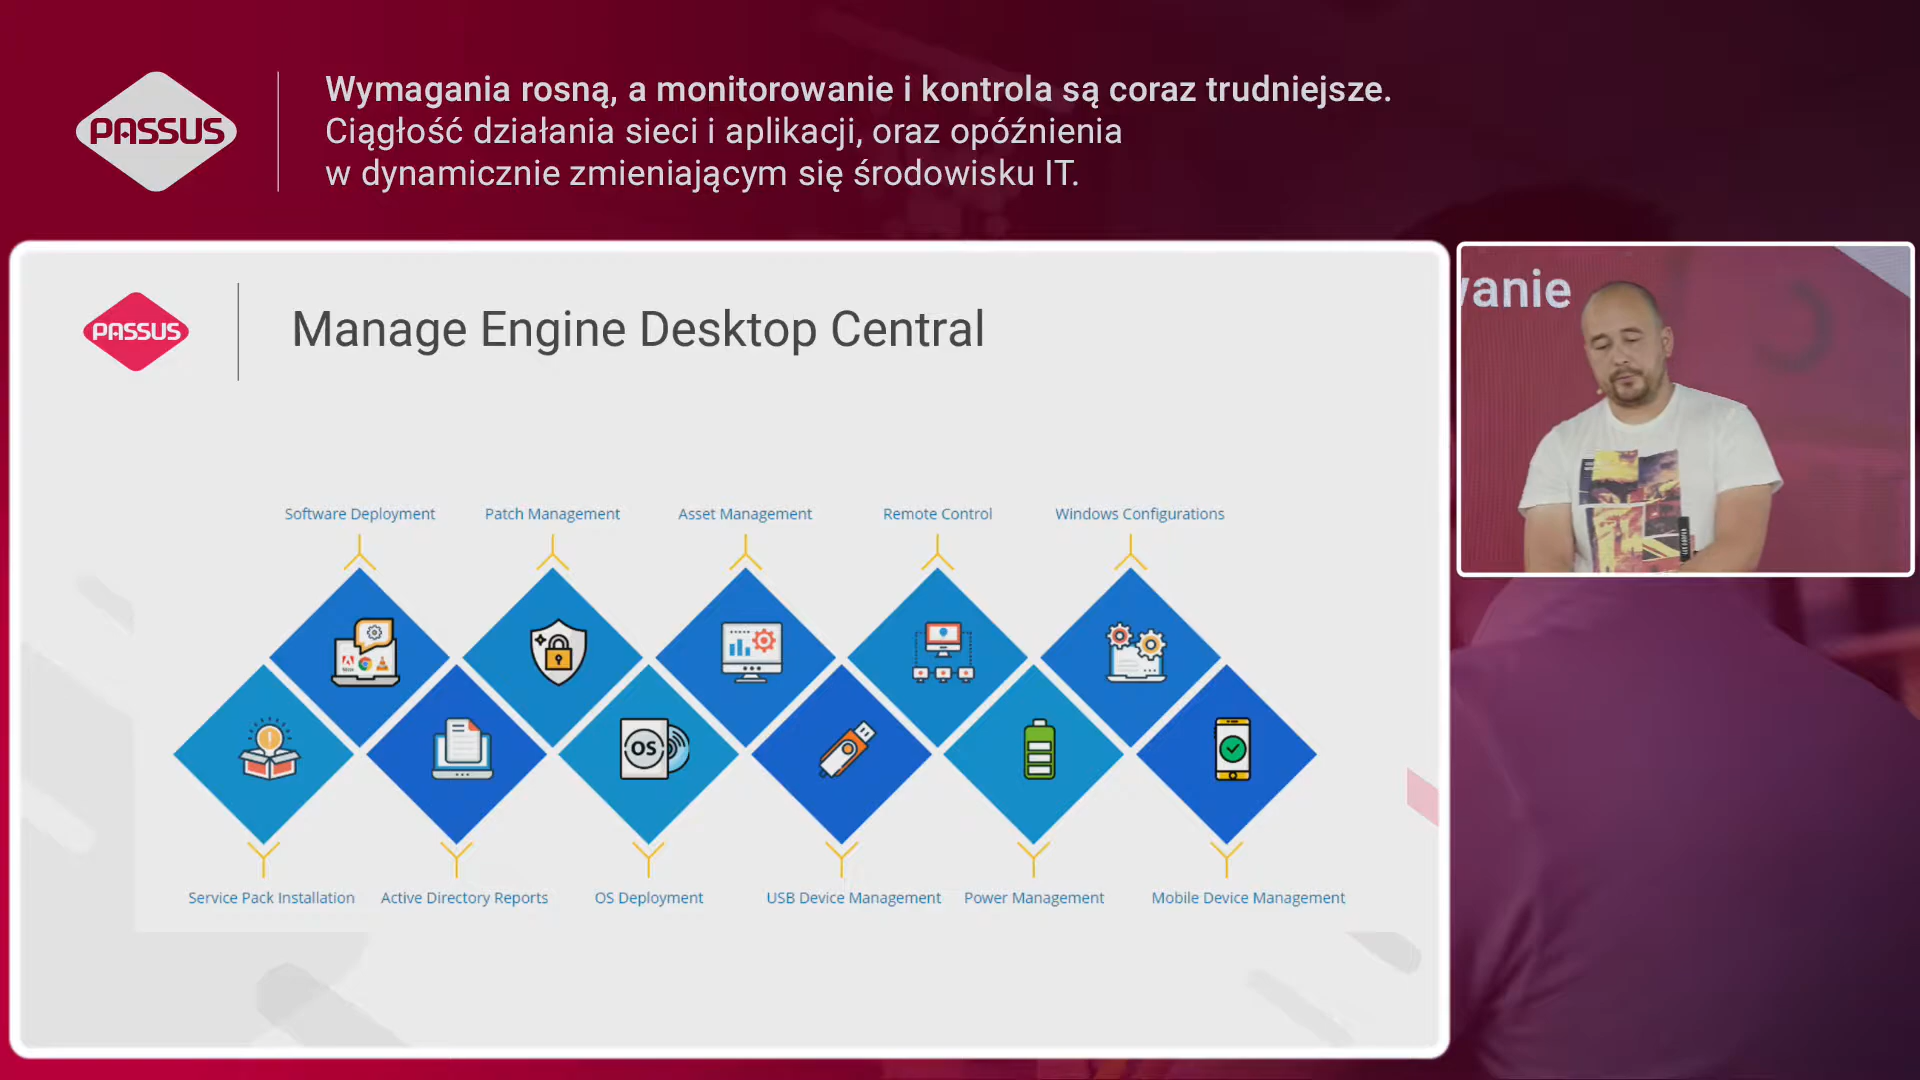 PASSUS
Wymagania rosną, a monitorowanie i kontrola są coraz trudniejsze.
Ciągłość działania sieci i aplikacji, oraz opóźnienia
w dynamicznie zmieniającym się środowisku IT.
PASSUS
Manage Engine Desktop Central
Software Deployment
Patch Management
Asset Management
Remote Control
Windows Configurations
OS
Service Pack Installation
Active Directory Reports
OS Deployment
USB Device Management
Power Management
Mobile Device Management
wanie